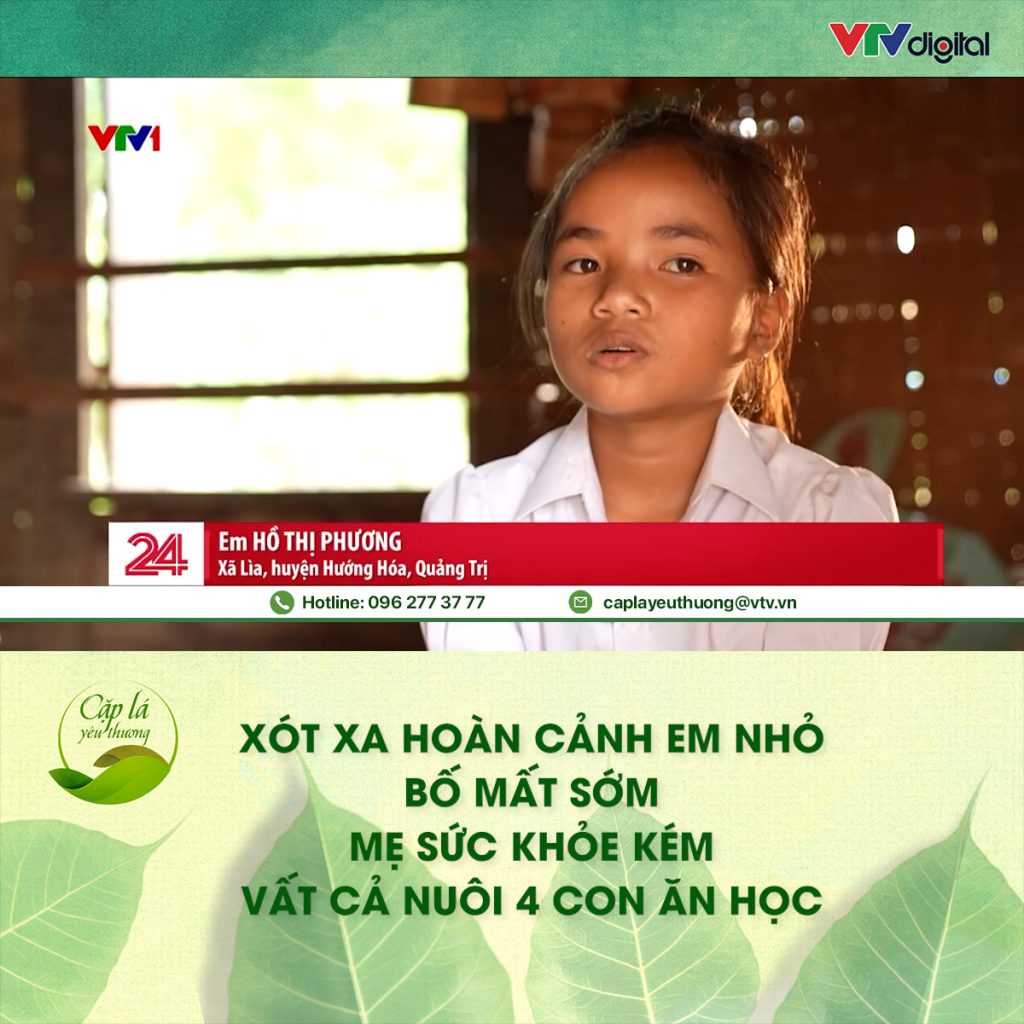 VTVdigital
VTV1
24
Em HỒ THỊ PHƯƠNG
Xã Lìa, huyện Hướng Hóa, Quảng Trị
Hotline: 096 277 37 77
caplayeuthuong@vtv.vn
Cặp lá
yêu thương
XÓT XA HOÀN CẢNH EM NHỎ
BỐ MẤT SỚM
MẸ SỨC KHỎE KÉM
VẤT CẢ NUÔI 4 CON ĂN HỌC